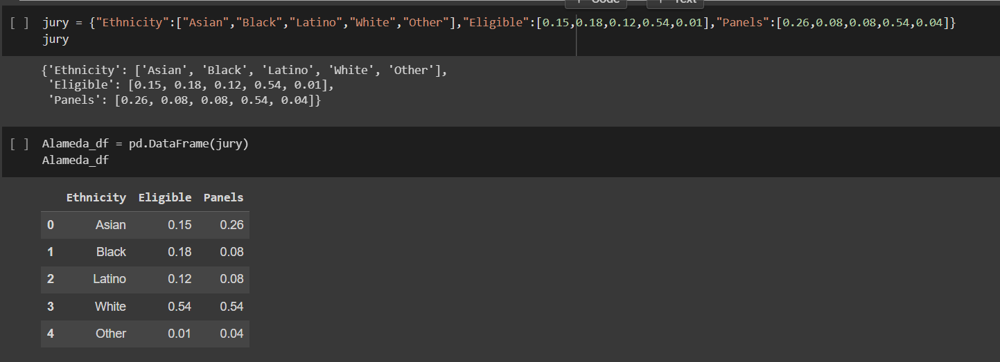 Code Text
[ ] jury = {"Ethnicity":["Asian","Black","Latino","White","Other"],"Eligible":[0.15,0.18,0.12,0.54,0.01],"Panels":[0.26,0.08,0.08,0.54,0.04]}
jury
{'Ethnicity': ['Asian', 'Black', 'Latino', 'White', 'Other'],
 'Eligible': [0.15, 0.18, 0.12, 0.54, 0.01],
 'Panels': [0.26, 0.08, 0.08, 0.54, 0.04]}
[ ] Alameda_df = pd.DataFrame(jury)
Alameda_df
Ethnicity Eligible Panels
0 Asian 0.15 0.26
1 Black 0.18 0.08
2 Latino 0.12 0.08
3 White 0.54 0.54
4 Other 0.01 0.04